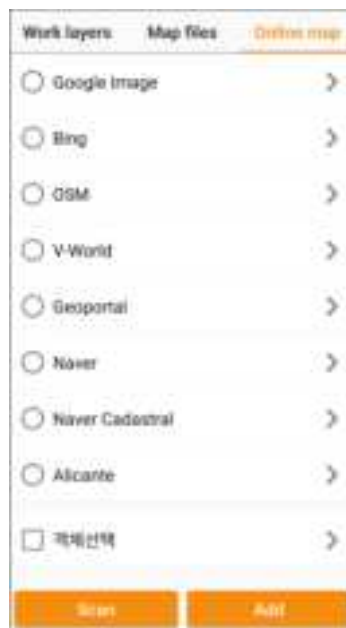 Work layers Map files Online map
Google Image
Bing
OSM
V-World
Geoportal
Naver
Naver Cadastral
Alicante
객체선택
Scan Add